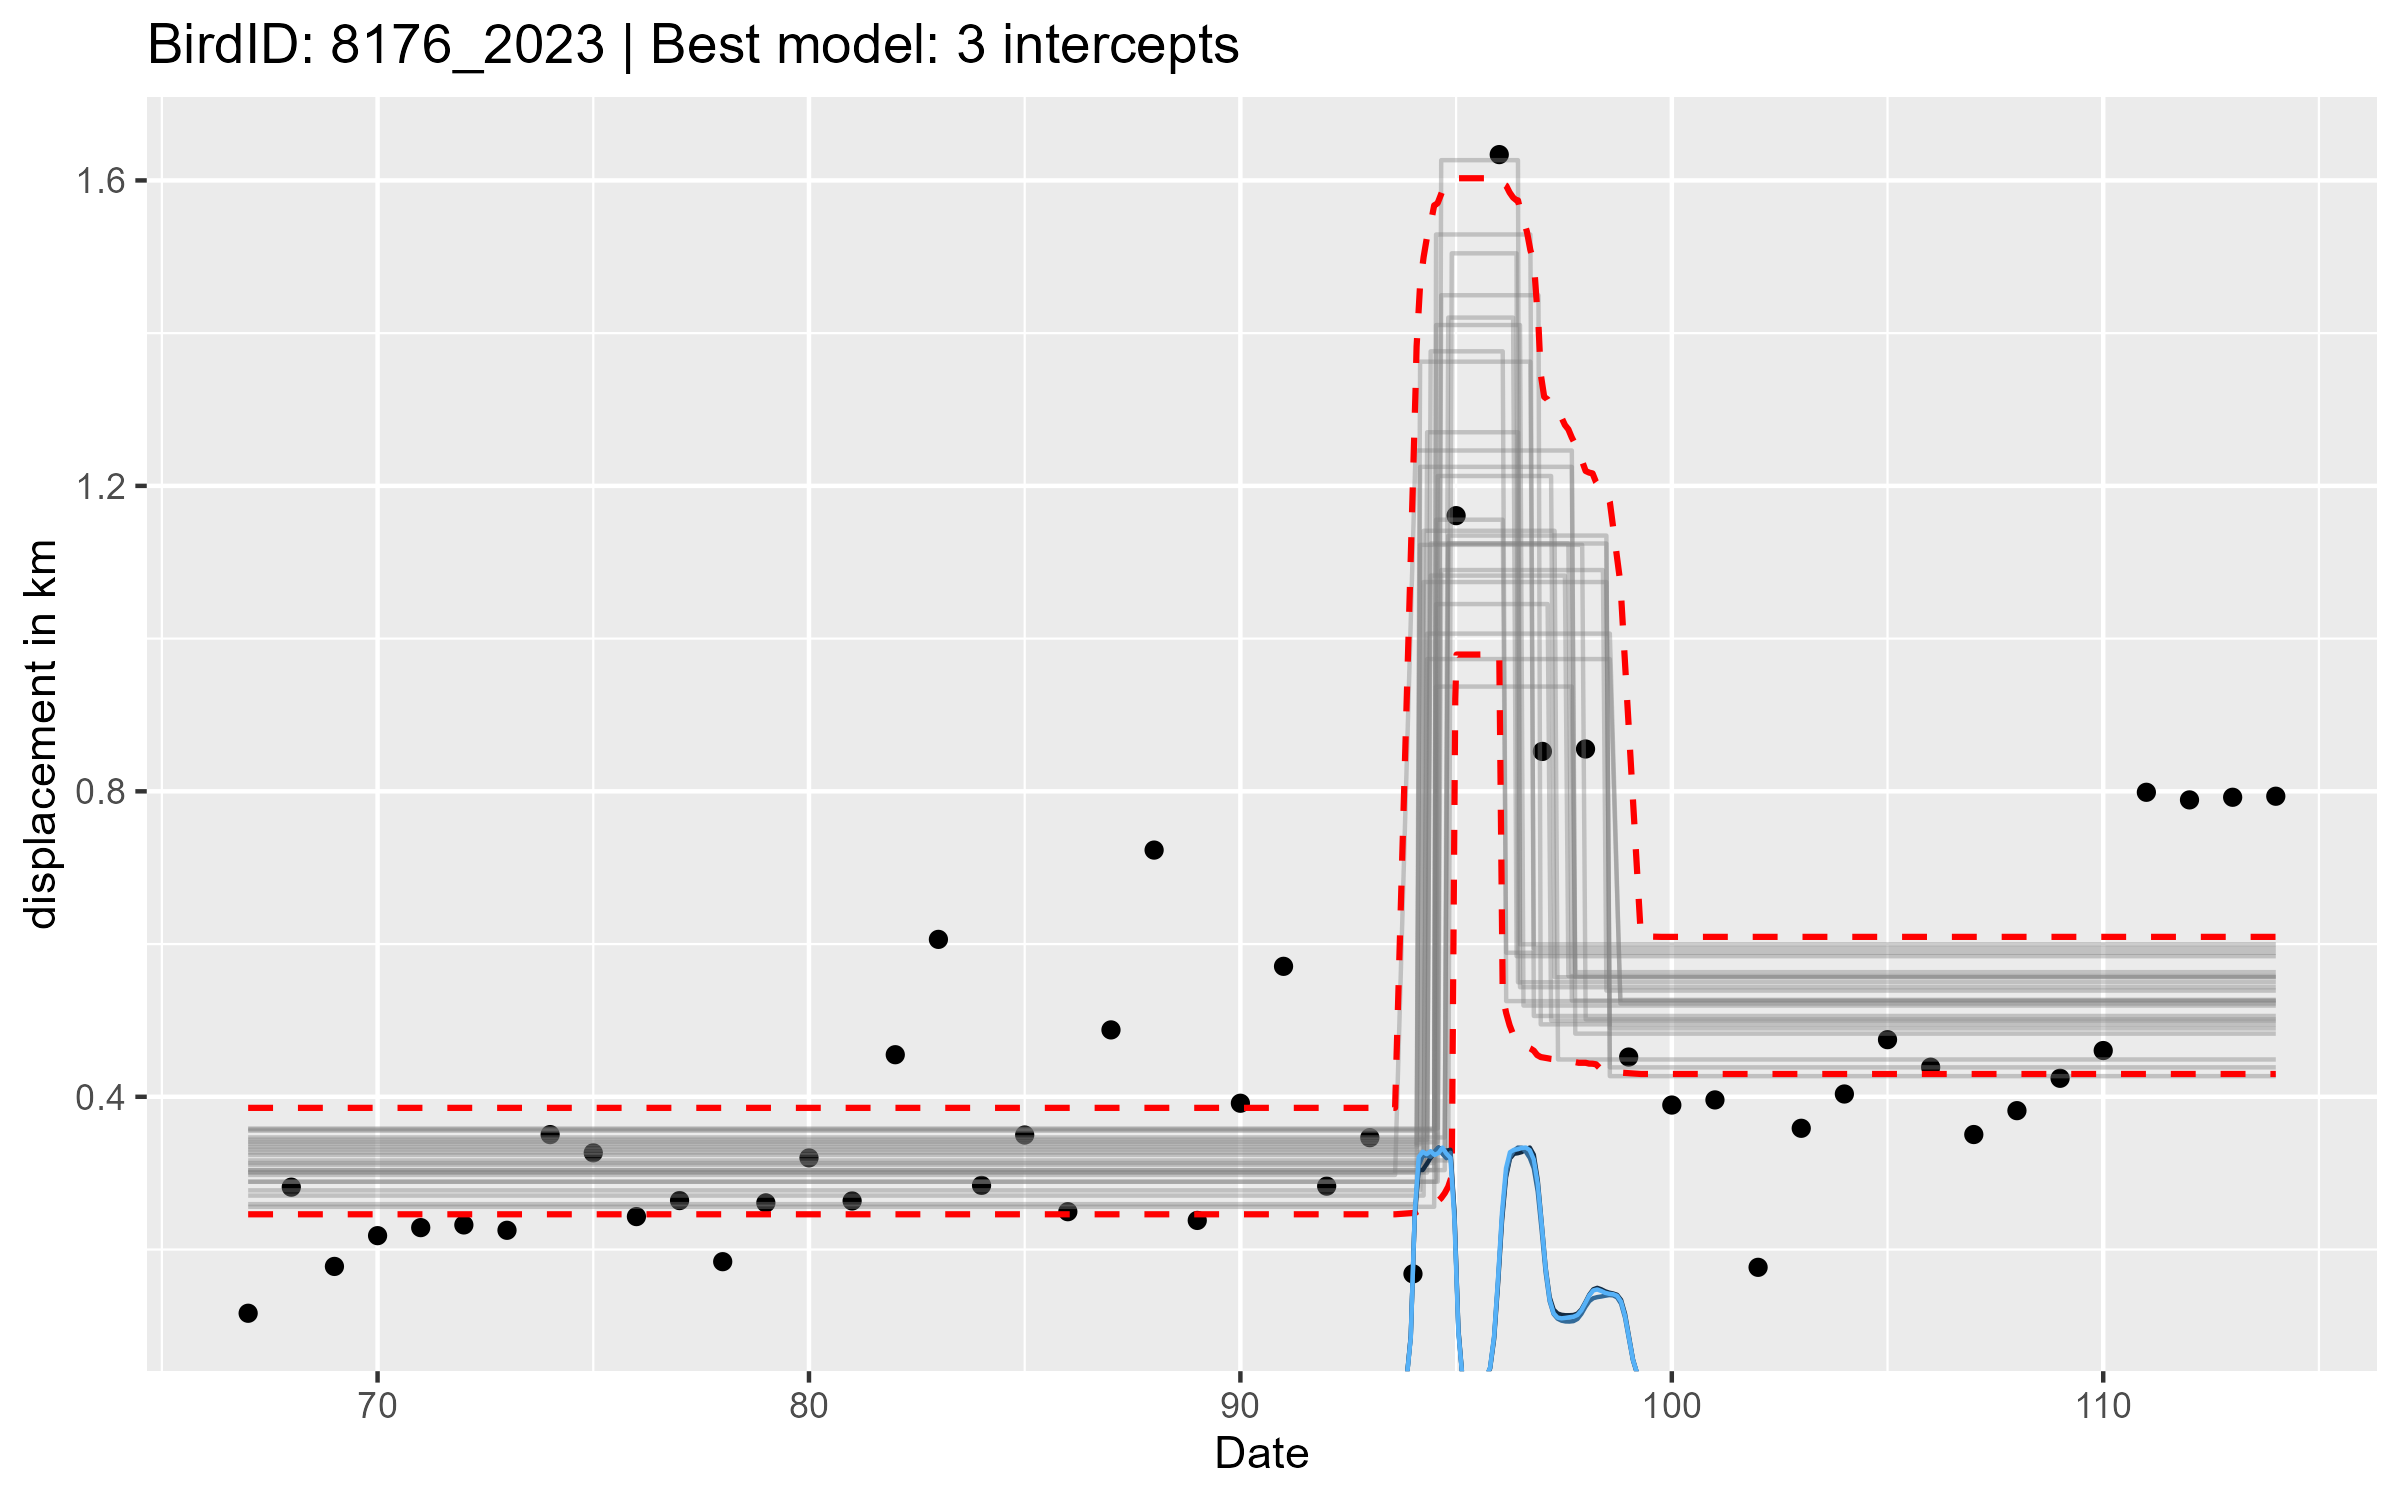 BirdID: 8176_2023 | Best model: 3 intercepts
displacement in km
1.6
1.2
0.8
0.4
70 80 90 100 110
Date